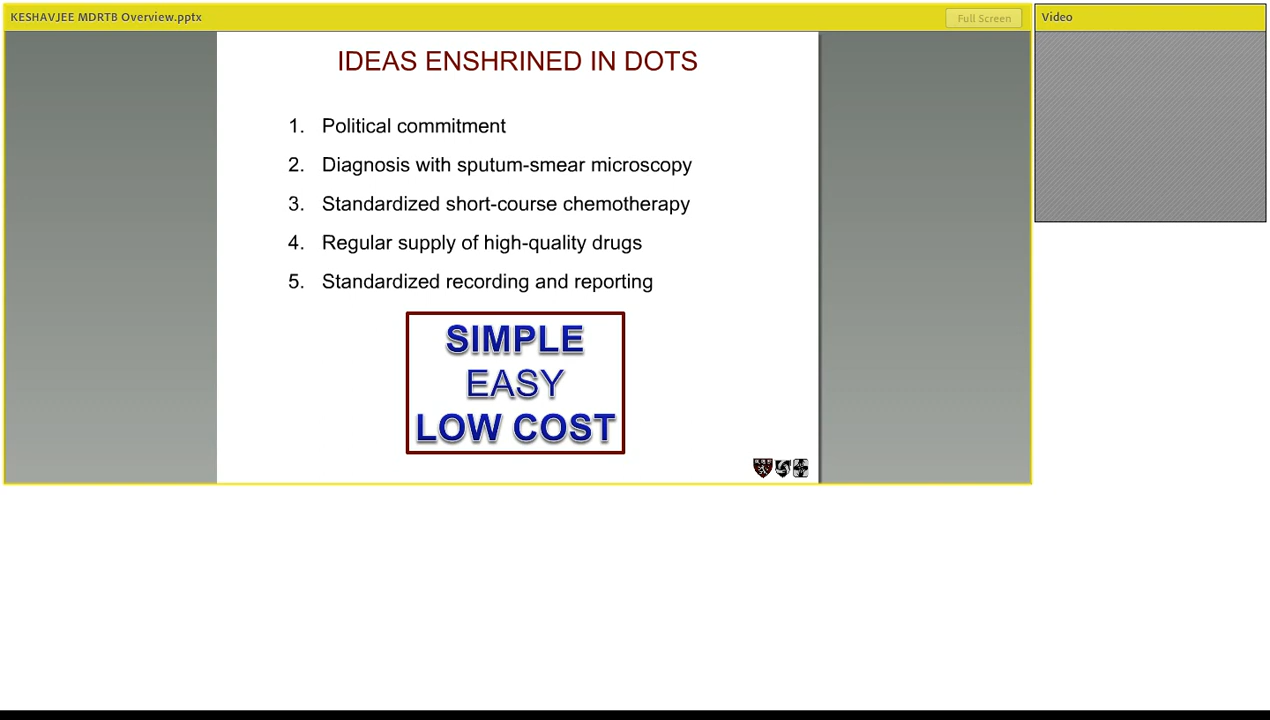 KESHAVJEE MDRTB Overview.pptx
Full Screen
Video
IDEAS ENSHRINED IN DOTS
1. Political commitment
2. Diagnosis with sputum-smear microscopy
3. Standardized short-course chemotherapy
4. Regular supply of high-quality drugs
5. Standardized recording and reporting
SIMPLE
EASY
LOW COST